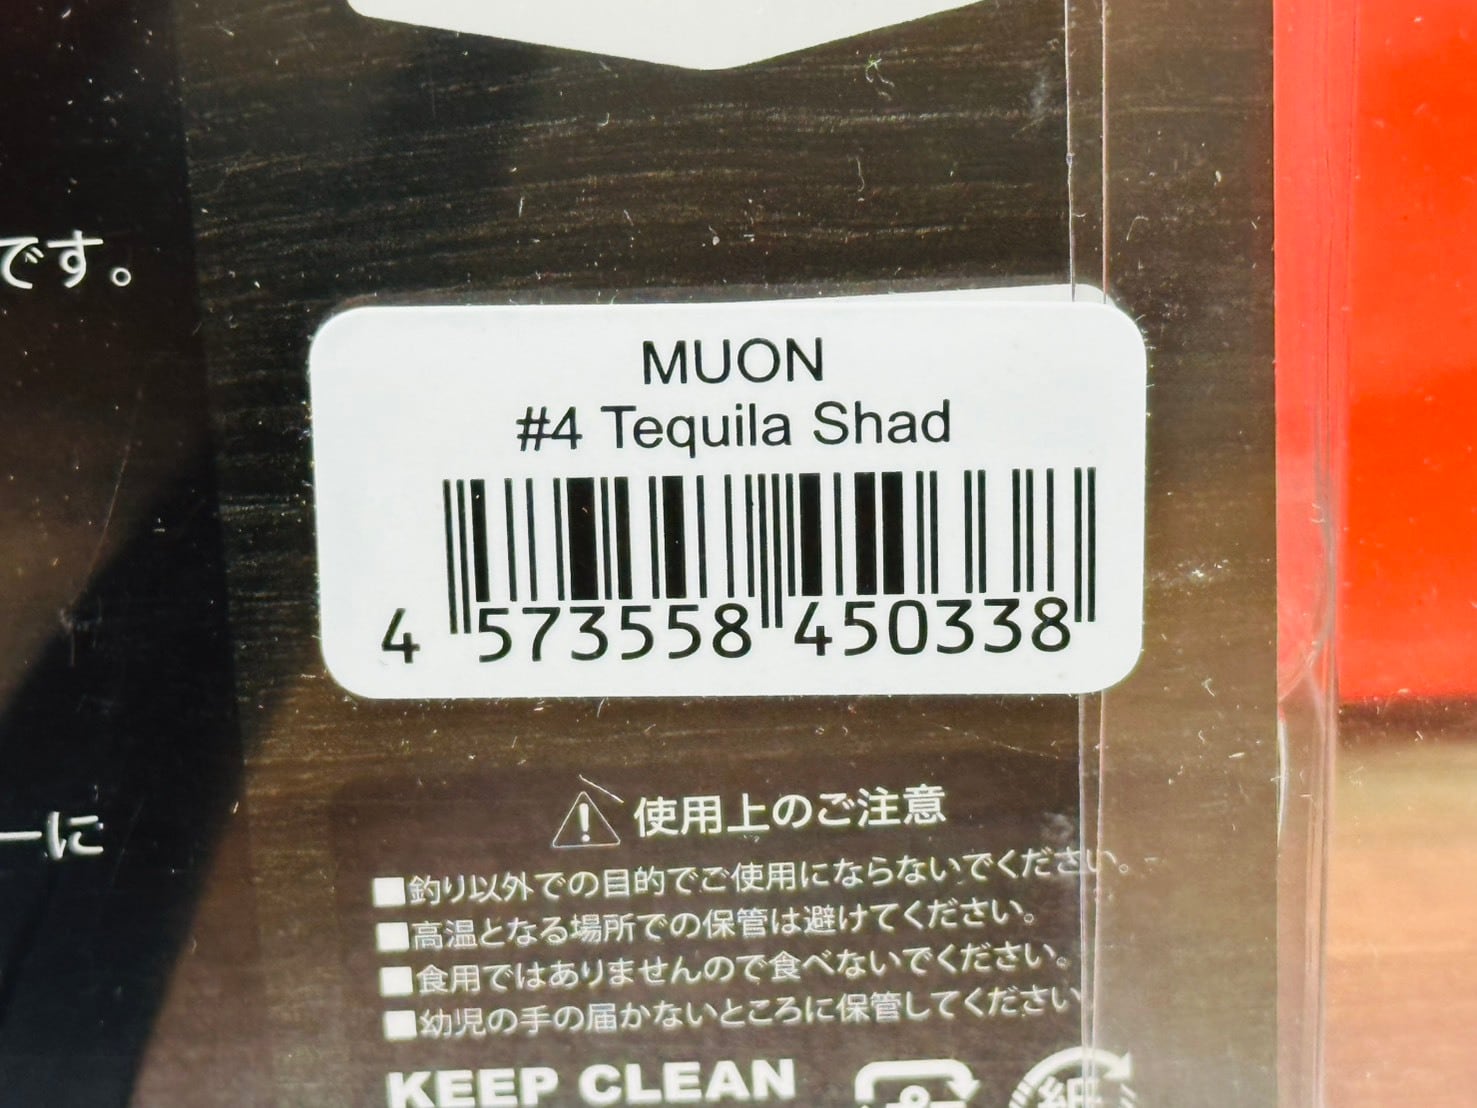 です。
MUON
#4 Tequila Shad
4 573558 450338
ーに
使用上のご注意
■釣り以外での目的でご使用にならないでください。
■高温となる場所での保管は避けてください。
■食用ではありませんので食べないでください。
■幼児の手の届かないところに保管してください
KEEP CLEAN
紙